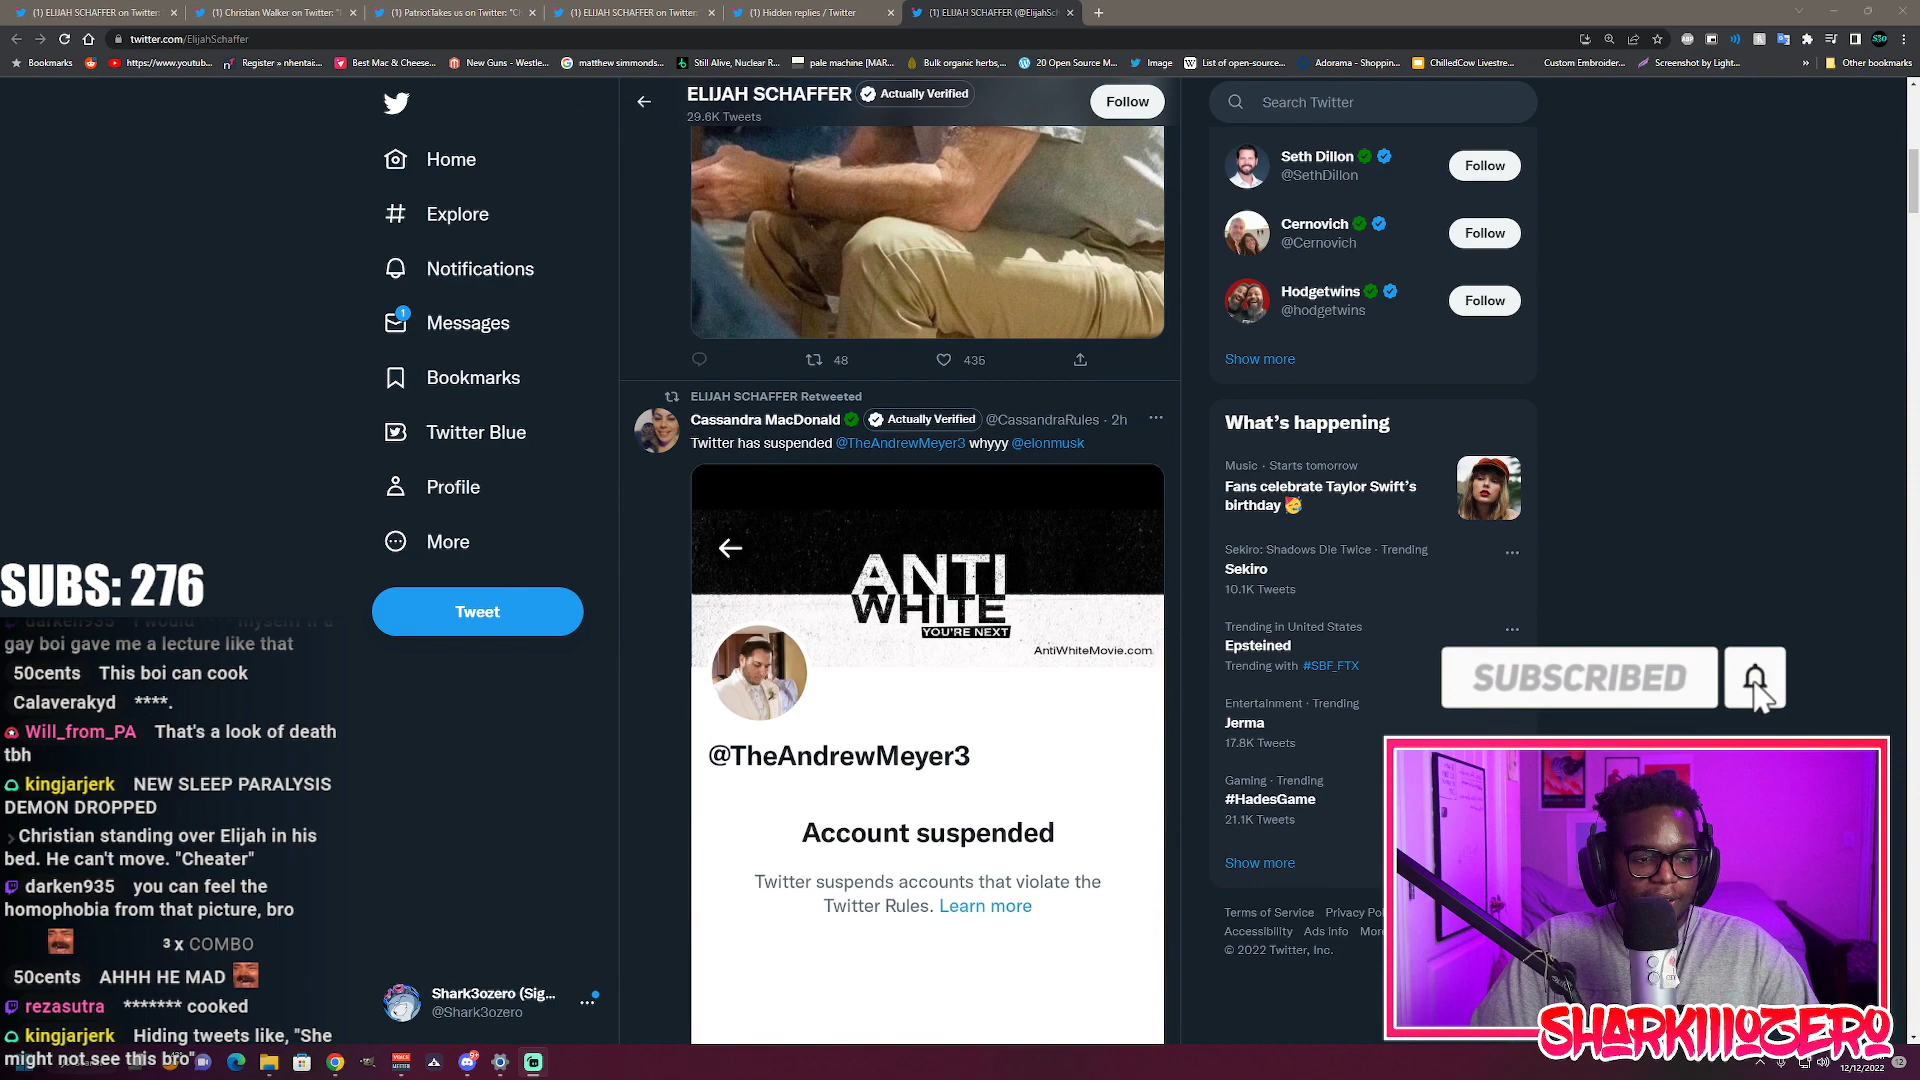 (1) ELIJAH SCHAFFER on Twitter:
(1) Christian Walker on Twitter: "I
(1) PatriotTakes us on Twitter: "Ch
(1) ELIJAH SCHAFFER on Twitter:
(1) Hidden replies / Twitter
(1) ELIJAH SCHAFFER (@ElijahSch
twitter.com/ElijahSchaffer
Bookmarks
https://www.youtub...
Register » nhentai...
Best Mac & Cheese...
New Guns - Westle...
matthew simmonds...
Still Alive, Nuclear R...
pale machine [MAR...
Bulk organic herbs,...
20 Open Source M...
Image
List of open-source...
Adorama - Shoppin...
ChilledCow Livestre...
Custom Embroider...
Screenshot by Light...
Other bookmarks
Home
Explore
Notifications
1
Messages
Bookmarks
Twitter Blue
Profile
More
Tweet
Shark3ozero (Sig...
@Shark3ozero
ELIJAH SCHAFFER Actually Verified
29.6K Tweets
Follow
48
435
ELIJAH SCHAFFER Retweeted
Cassandra MacDonald Actually Verified @CassandraRules · 2h
Twitter has suspended @TheAndrewMeyer3 whyyy @elonmusk
ANTI
WHITE
YOU'RE NEXT
AntiWhiteMovie.com
@TheAndrewMeyer3
Account suspended
Twitter suspends accounts that violate the
Twitter Rules. Learn more
Search Twitter
Seth Dillon
@SethDillon
Follow
Cernovich
@Cernovich
Follow
Hodgetwins
@hodgetwins
Follow
Show more
What's happening
Music · Starts tomorrow
Fans celebrate Taylor Swift's
birthday
Sekiro: Shadows Die Twice · Trending
Sekiro
10.1K Tweets
Trending in United States
Epsteined
Trending with #SBF_FTX
Entertainment · Trending
Jerma
17.8K Tweets
Gaming · Trending
#HadesGame
21.1K Tweets
Show more
Terms of Service Privacy Pol
Accessibility Ads info More
© 2022 Twitter, Inc.
SUBSCRIBED
SHARKIIIOZERO
SUBS: 276
darken935 I would myself if a
gay boi gave me a lecture like that
50cents This boi can cook
Calaverakyd ****.
Will_from_PA That's a look of death
tbh
kingjarjerk NEW SLEEP PARALYSIS
DEMON DROPPED
Christian standing over Elijah in his
bed. He can't move. "Cheater"
darken935 you can feel the
homophobia from that picture, bro
3 x COMBO
50cents AHHH HE MAD
rezasutra ******* cooked
kingjarjerk Hiding tweets like, "She
might not see this bro"
12/12/2022
12